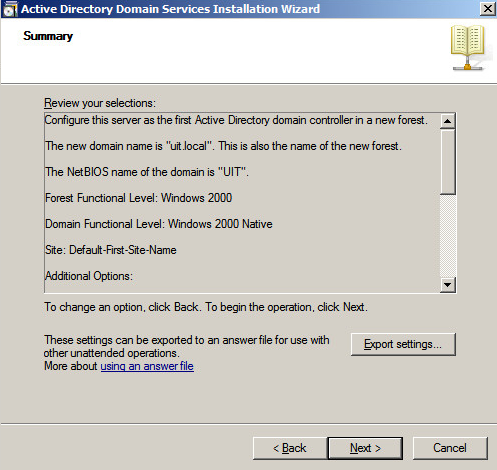 Active Directory Domain Services Installation Wizard
Summary
Review your selections:
Configure this server as the first Active Directory domain controller in a new forest.
The new domain name is "uit.local". This is also the name of the new forest.
The NetBIOS name of the domain is "UIT".
Forest Functional Level: Windows 2000
Domain Functional Level: Windows 2000 Native
Site: Default-First-Site-Name
Additional Options:
To change an option, click Back. To begin the operation, click Next.
These settings can be exported to an answer file for use with
other unattended operations.
More about using an answer file
Export settings...
< Back
Next >
Cancel